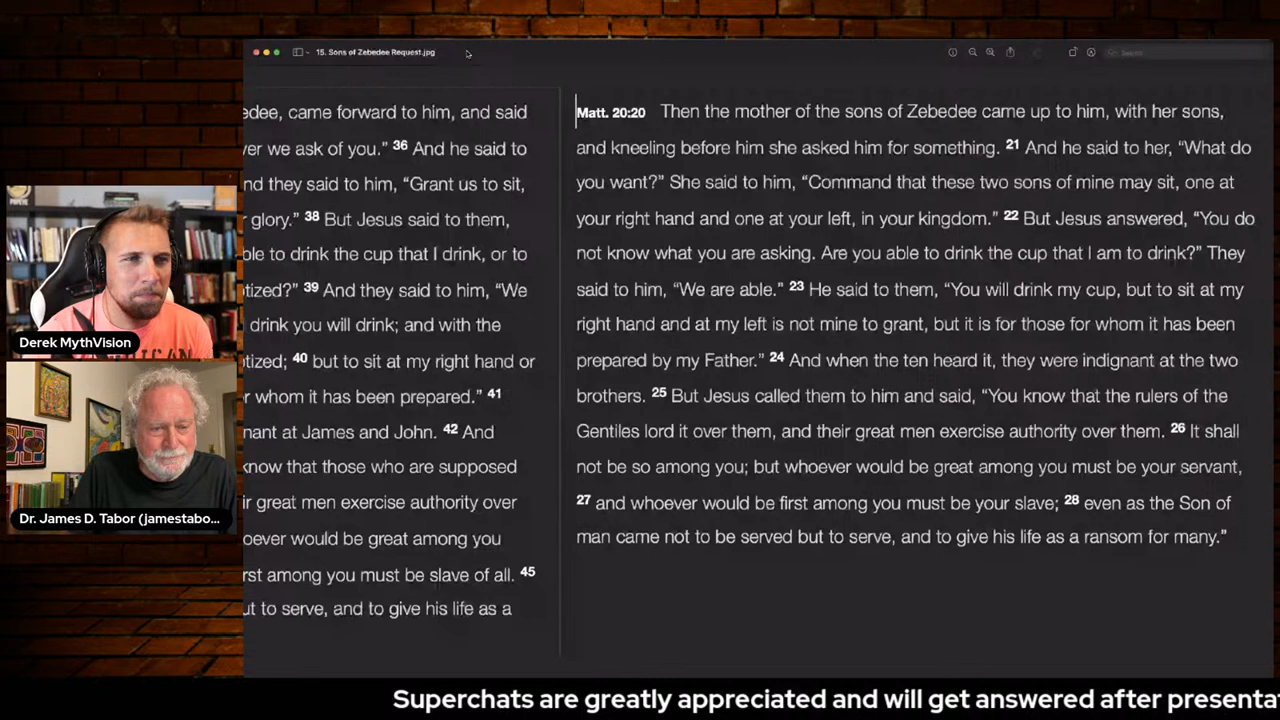 15. Sons of Zebedee Request.jpg
Search
edee, came forward to him, and said
er we ask of you.” 36 And he said to
nd they said to him, “Grant us to sit,
r glory.” 38 But Jesus said to them,
ble to drink the cup that I drink, or to
tized?” 39 And they said to him, “We
drink you will drink; and with the
ptized; 40 but to sit at my right hand or
r whom it has been prepared.” 41
nant at James and John. 42 And
know that those who are supposed
ir great men exercise authority over
oever would be great among you
rst among you must be slave of all. 45
ut to serve, and to give his life as a
Matt. 20:20 Then the mother of the sons of Zebedee came up to him, with her sons,
and kneeling before him she asked him for something. 21 And he said to her, “What do
you want?” She said to him, “Command that these two sons of mine may sit, one at
your right hand and one at your left, in your kingdom.” 22 But Jesus answered, “You do
not know what you are asking. Are you able to drink the cup that I am to drink?” They
said to him, “We are able.” 23 He said to them, “You will drink my cup, but to sit at my
right hand and at my left is not mine to grant, but it is for those for whom it has been
prepared by my Father.” 24 And when the ten heard it, they were indignant at the two
brothers. 25 But Jesus called them to him and said, “You know that the rulers of the
Gentiles lord it over them, and their great men exercise authority over them. 26 It shall
not be so among you; but whoever would be great among you must be your servant,
27 and whoever would be first among you must be your slave; 28 even as the Son of
man came not to be served but to serve, and to give his life as a ransom for many.”
Derek MythVision
Dr. James D. Tabor (jamestabo...
Superchats are greatly appreciated and will get answered after presenta